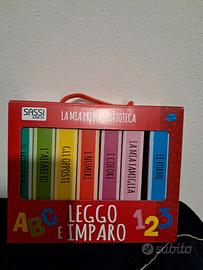 SASSI
JUNIOR
LA MIA PRIMA BIBLIOTECA
L'ALFABETO
GLI OPPOSTI
I NUMERI
I COLORI
LA MIA FAMIGLIA
LE FORME
ABC
LEGGO
E IMPARO
123
subito